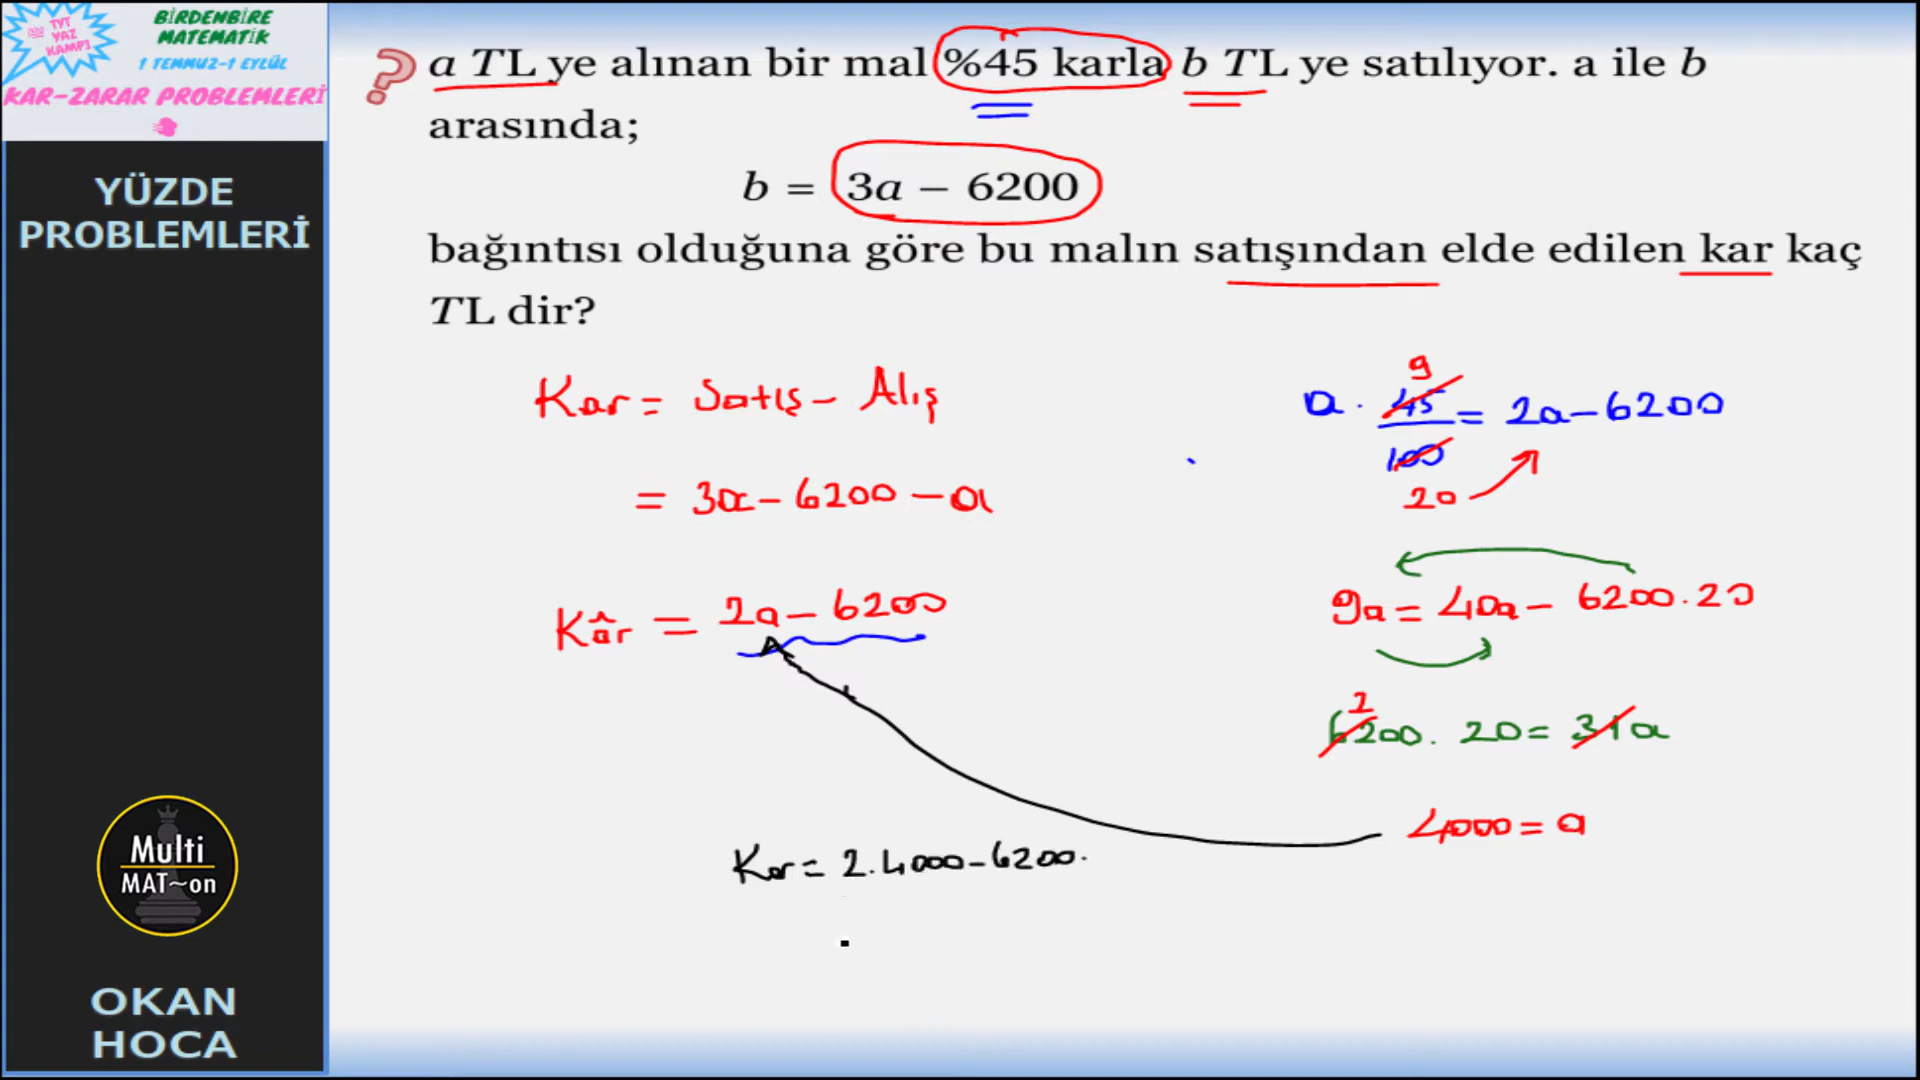 TYT
YAZ
KAMPI
BİRDENBİRE
MATEMATİK
1 TEMMUZ-1 EYLÜL
KAR-ZARAR PROBLEMLERİ
YÜZDE
PROBLEMLERİ
Multi
MAT~on
OKAN
HOCA
a TL ye alınan bir mal %45 karla b TL ye satılıyor. a ile b
arasında;
b = 3a − 6200
bağıntısı olduğuna göre bu malın satışından elde edilen kar kaç
TL dir?
Kar = Satış − Alış
= 3a − 6200 − a
Kâr = 2a − 6200
Kar = 2.4000 − 6200.
9
a . 45/100 = 2a − 6200
20
9a = 40a − 6200.20
2
6200. 20 = 31a
4000 = a